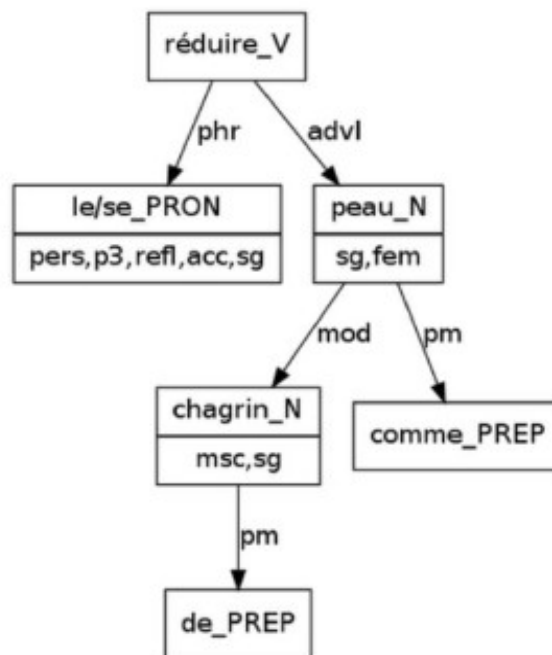 réduire_V
phr
advl
le/se_PRON
peau_N
pers,p3,refl,acc,sg
sg,fem
mod
pm
chagrin_N
comme_PREP
msc,sg
pm
de_PREP